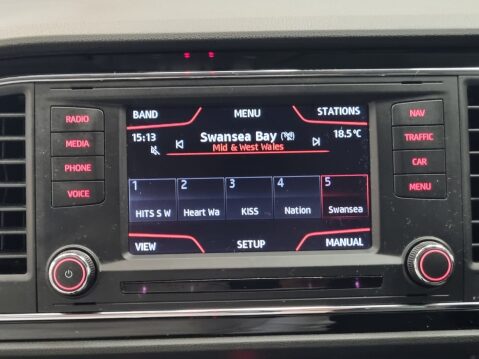 RADIO
MEDIA
PHONE
VOICE
BAND MENU STATIONS
15:13 Swansea Bay 18.5°C
Mid & West Wales
1 2 3 4 5
HITS S W Heart Wa KISS Nation Swansea
VIEW SETUP MANUAL
NAV
TRAFFIC
CAR
MENU